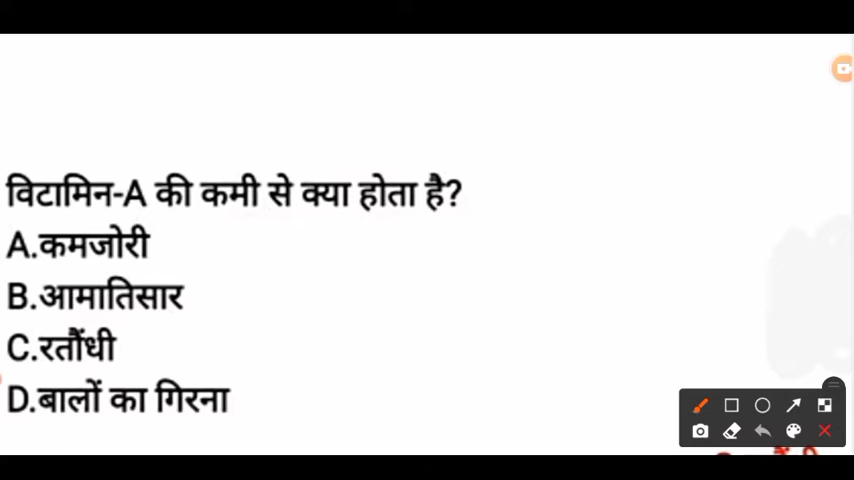 विटामिन-A की कमी से क्या होता है?
A.कमजोरी
B.आमातिसार
C.रतौंधी
D.बालों का गिरना